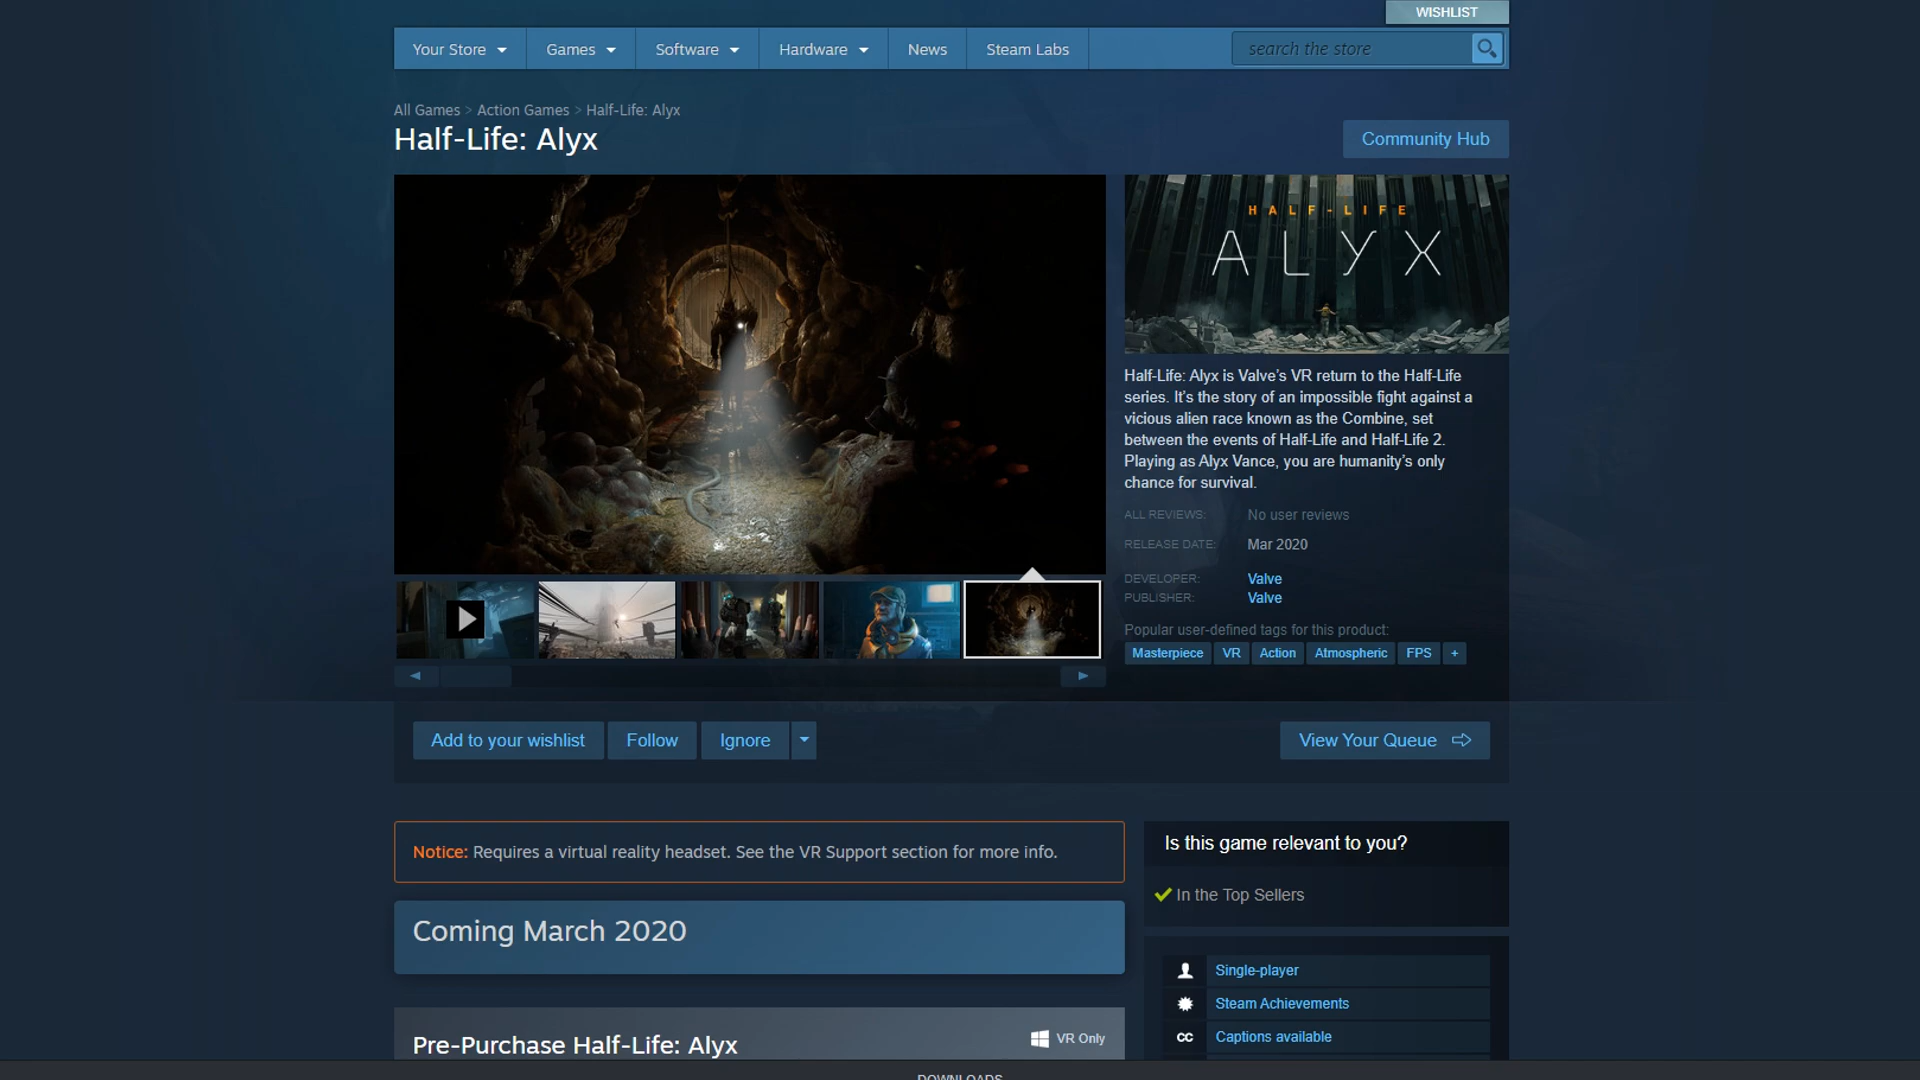 WISHLIST
Your Store
Games
Software
Hardware
News
Steam Labs
search the store
All Games > Action Games > Half-Life: Alyx
Half-Life: Alyx
Community Hub
HALF-LIFE
ALYX
Half-Life: Alyx is Valve's VR return to the Half-Life
series. It's the story of an impossible fight against a
vicious alien race known as the Combine, set
between the events of Half-Life and Half-Life 2.
Playing as Alyx Vance, you are humanity's only
chance for survival.
ALL REVIEWS: No user reviews
RELEASE DATE: Mar 2020
DEVELOPER: Valve
PUBLISHER: Valve
Popular user-defined tags for this product:
Masterpiece VR Action Atmospheric FPS +
Add to your wishlist
Follow
Ignore
View Your Queue
Notice: Requires a virtual reality headset. See the VR Support section for more info.
Is this game relevant to you?
In the Top Sellers
Coming March 2020
Single-player
Steam Achievements
CC Captions available
Pre-Purchase Half-Life: Alyx
VR Only
DOWNLOADS